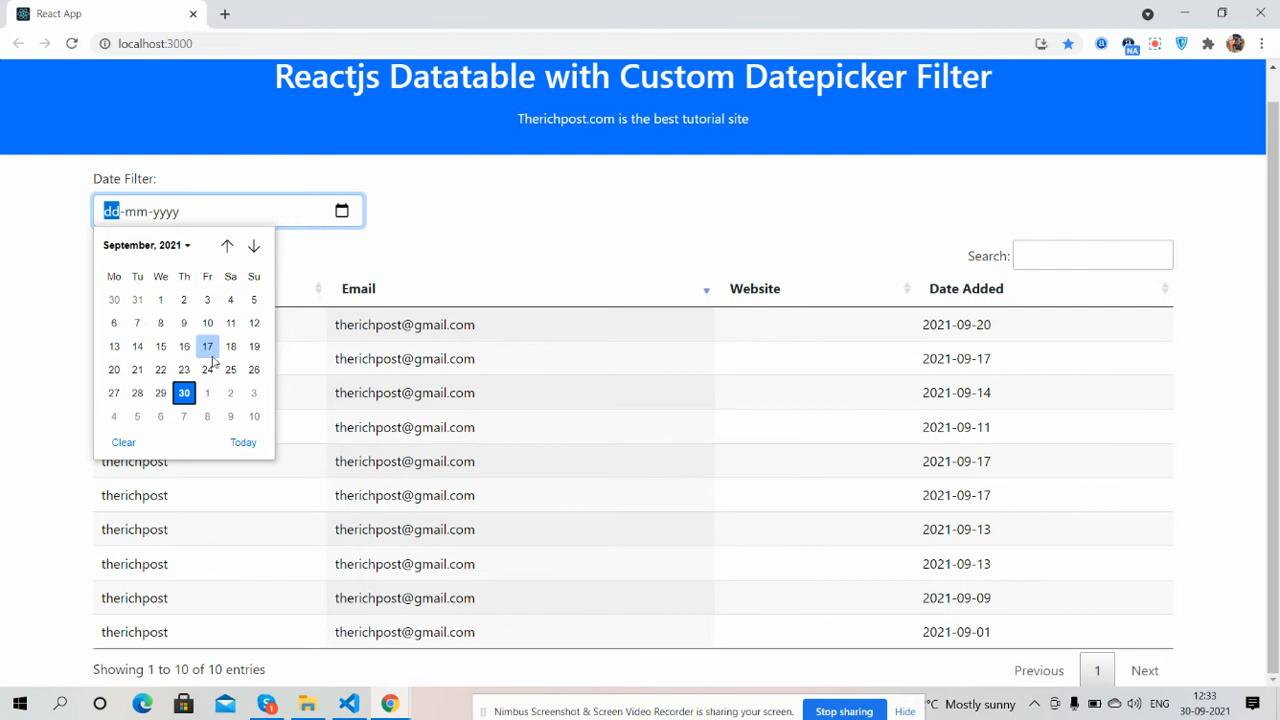 React App
localhost:3000
NA
Reactjs Datatable with Custom Datepicker Filter
Therichpost.com is the best tutorial site
Date Filter:
dd-mm-yyyy
September, 2021
Mo Tu We Th Fr Sa Su
30 31 1 2 3 4 5
6 7 8 9 10 11 12
13 14 15 16 17 18 19
20 21 22 23 24 25 26
27 28 29 30 1 2 3
4 5 6 7 8 9 10
Clear Today
Search:
Email Website Date Added
therichpost@gmail.com 2021-09-20
therichpost@gmail.com 2021-09-17
therichpost@gmail.com 2021-09-14
therichpost@gmail.com 2021-09-11
therichpost therichpost@gmail.com 2021-09-17
therichpost therichpost@gmail.com 2021-09-17
therichpost therichpost@gmail.com 2021-09-13
therichpost therichpost@gmail.com 2021-09-13
therichpost therichpost@gmail.com 2021-09-09
therichpost therichpost@gmail.com 2021-09-01
Showing 1 to 10 of 10 entries
Previous 1 Next
Nimbus Screenshot & Screen Video Recorder is sharing your screen. Stop sharing Hide
°C Mostly sunny
ENG
12:33
30-09-2021